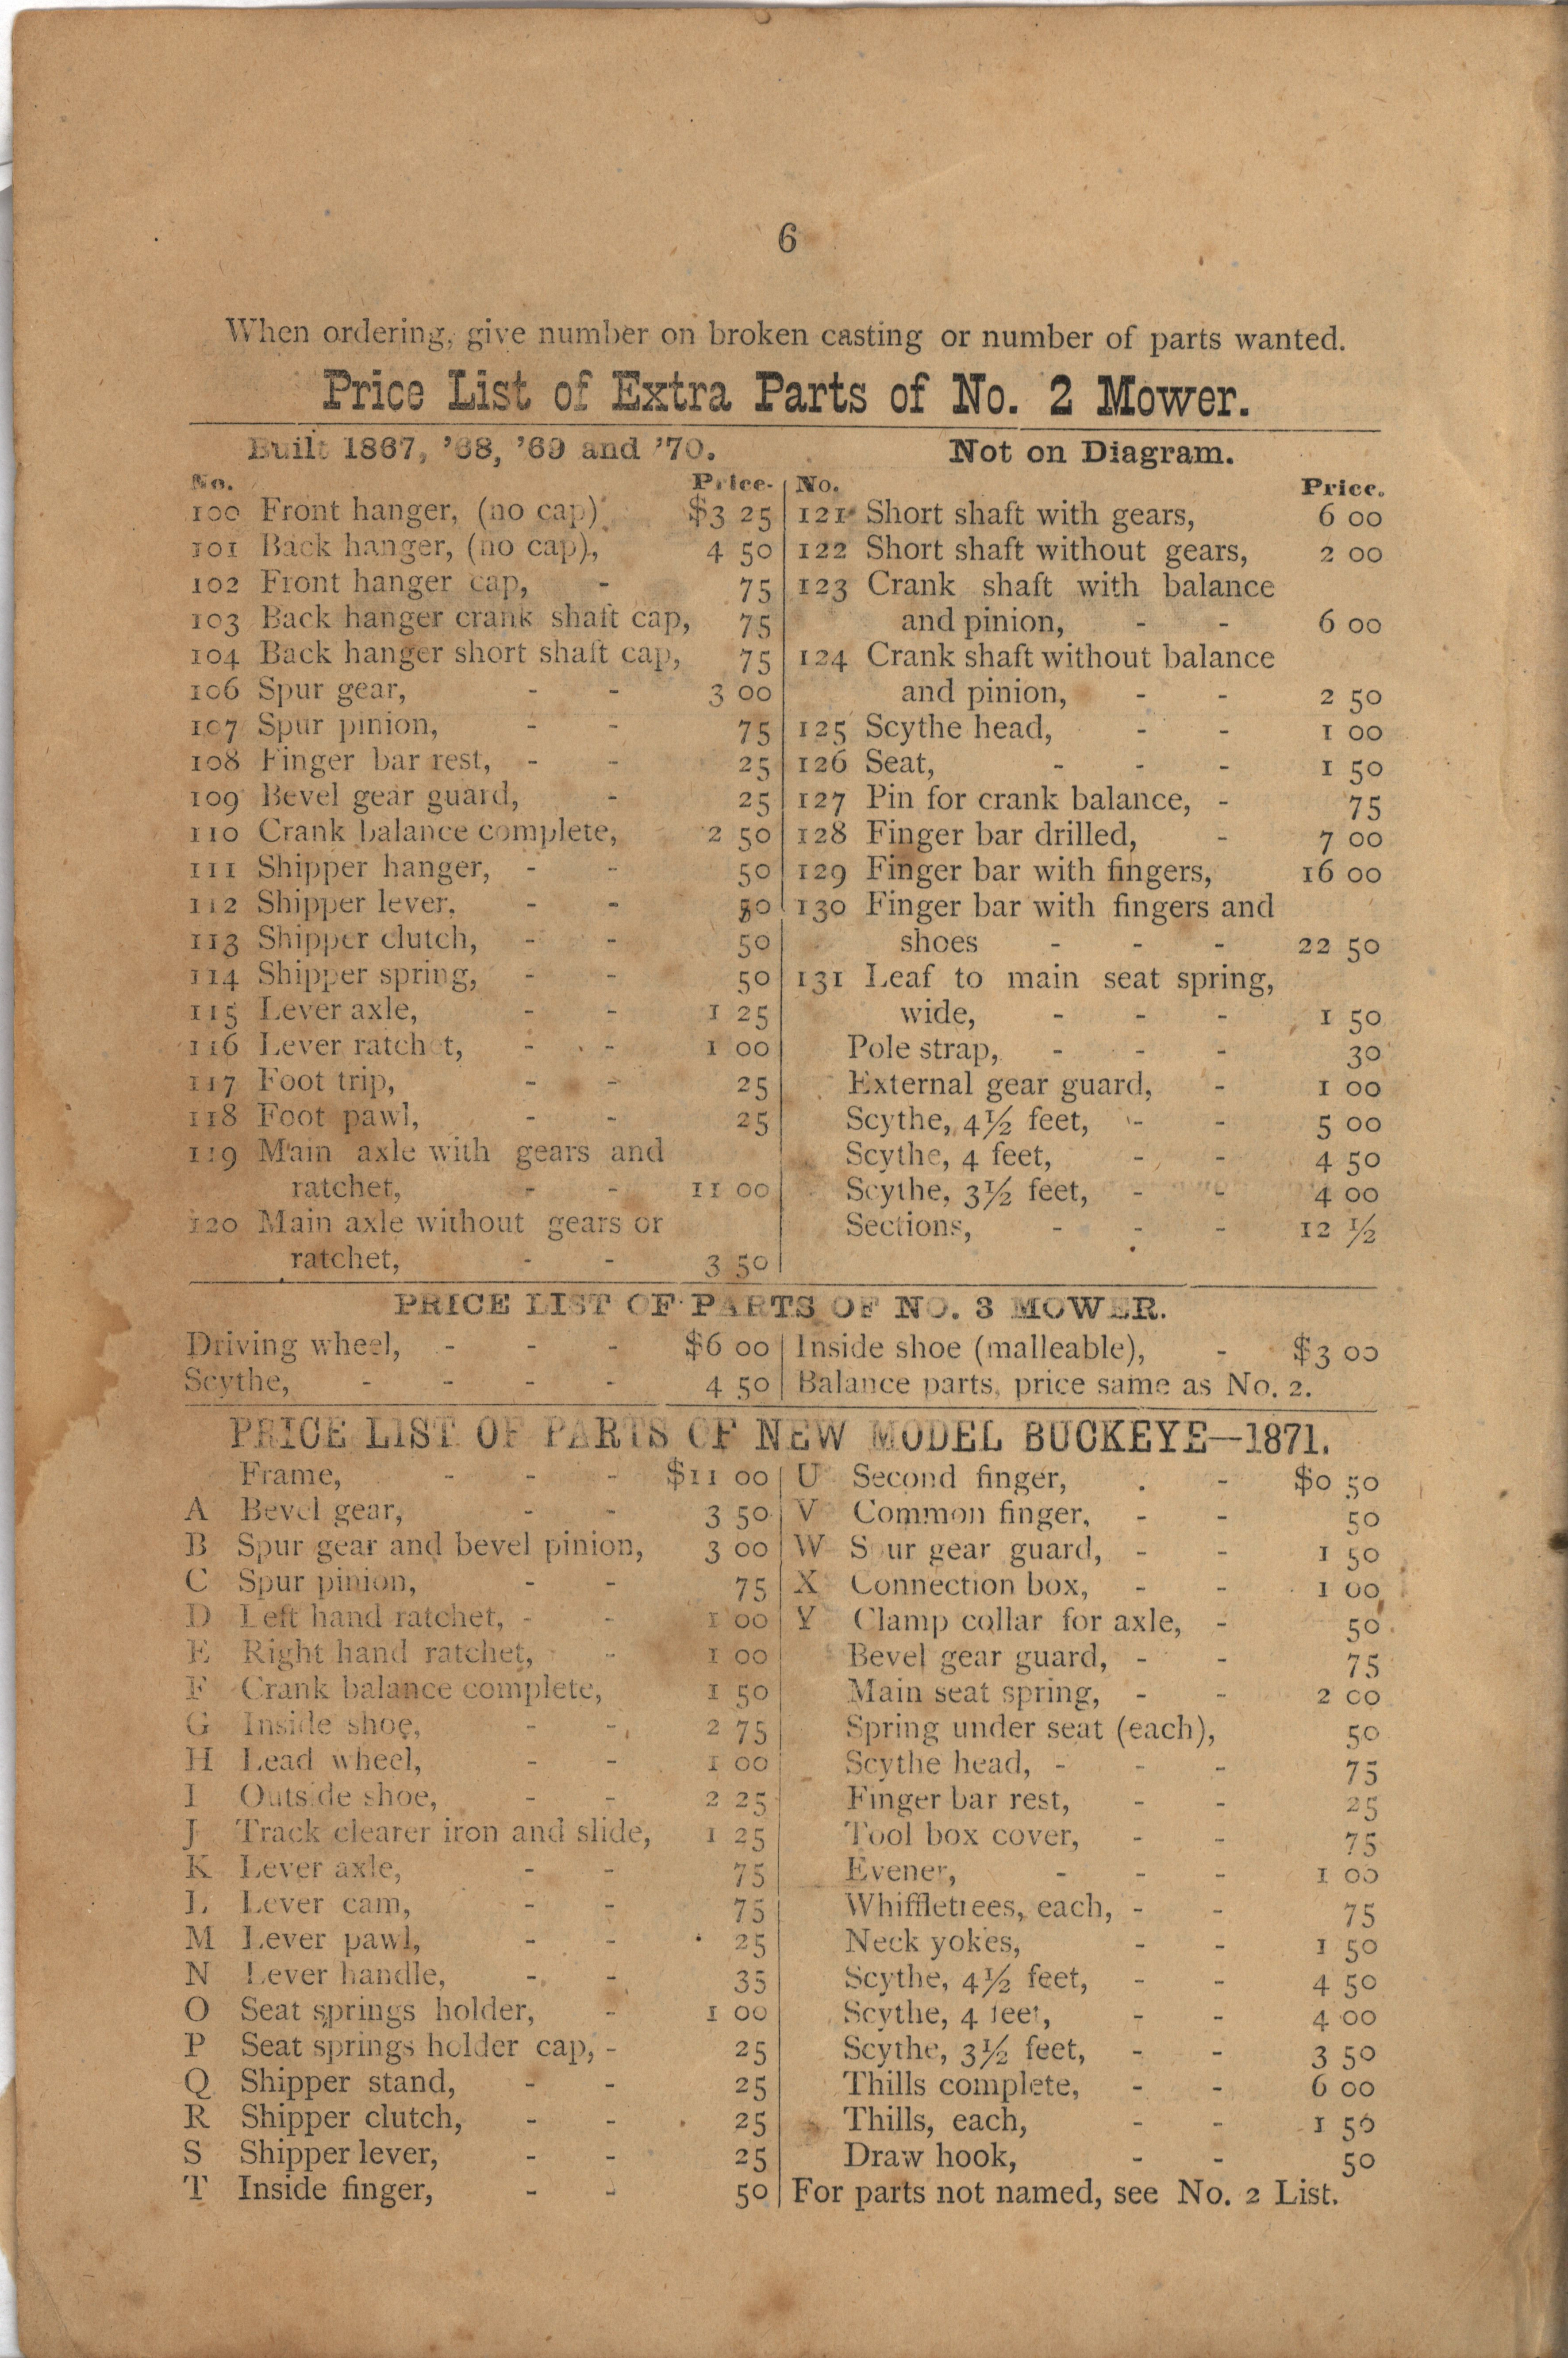 6
When ordering, give number on broken casting or number of parts wanted.
Price List of Extra Parts of No. 2 Mower.
Built 1867, '68, '69 and '70.
No. Price.
100 Front hanger, (no cap) $3 25
101 Back hanger, (no cap), 4 50
102 Front hanger cap, - 75
103 Back hanger crank shaft cap, 75
104 Back hanger short shaft cap, 75
106 Spur gear, - - 3 00
107 Spur pinion, - - 75
108 Finger bar rest, - - 25
109 Bevel gear guard, - 25
110 Crank balance complete, 2 50
111 Shipper hanger, - - 50
112 Shipper lever, - - 50
113 Shipper clutch, - - 50
114 Shipper spring, - - 50
115 Lever axle, - - 1 25
116 Lever ratchet, - - 1 00
117 Foot trip, - - 25
118 Foot pawl, - - 25
119 Main axle with gears and
ratchet, - - 11 00
120 Main axle without gears or
ratchet, - - 3 50
Not on Diagram.
No. Price.
121 Short shaft with gears, 6 00
122 Short shaft without gears, 2 00
123 Crank shaft with balance
and pinion, - - 6 00
124 Crank shaft without balance
and pinion, - - 2 50
125 Scythe head, - - 1 00
126 Seat, - - - 1 50
127 Pin for crank balance, - 75
128 Finger bar drilled, - 7 00
129 Finger bar with fingers, 16 00
130 Finger bar with fingers and
shoes - - - 22 50
131 Leaf to main seat spring,
wide, - - - 1 50
Pole strap, - - - 30
External gear guard, - 1 00
Scythe, 4½ feet, - - 5 00
Scythe, 4 feet, - - 4 50
Scythe, 3½ feet, - - 4 00
Sections, - - - 12 ½
PRICE LIST OF PARTS OF NO. 3 MOWER.
Driving wheel, - - - $6 00
Scythe, - - - - 4 50
Inside shoe (malleable), - $3 00
Balance parts, price same as No. 2.
PRICE LIST OF PARTS OF NEW MODEL BUCKEYE—1871.
Frame, - - - $11 00
A Bevel gear, - - 3 50
B Spur gear and bevel pinion, 3 00
C Spur pinion, - - 75
D Left hand ratchet, - - 1 00
E Right hand ratchet, - 1 00
F Crank balance complete, 1 50
G Inside shoe, - - 2 75
H Lead wheel, - - 1 00
I Outside shoe, - - 2 25
J Track clearer iron and slide, 1 25
K Lever axle, - - 75
L Lever cam, - - 75
M Lever pawl, - - 25
N Lever handle, - - 35
O Seat springs holder, - 1 00
P Seat springs holder cap, - 25
Q Shipper stand, - - 25
R Shipper clutch, - - 25
S Shipper lever, - - 25
T Inside finger, - - 50
U Second finger, - - $0 50
V Common finger, - - 50
W Spur gear guard, - - 1 50
X Connection box, - - 1 00
Y Clamp collar for axle, - 50
Bevel gear guard, - - 75
Main seat spring, - - 2 00
Spring under seat (each), 50
Scythe head, - - - 75
Finger bar rest, - - 25
Tool box cover, - - 75
Evener, - - - 1 00
Whiffletrees, each, - - 75
Neck yokes, - - 1 50
Scythe, 4½ feet, - - 4 50
Scythe, 4 feet, - - 4 00
Scythe, 3½ feet, - - 3 50
Thills complete, - - 6 00
Thills, each, - - 1 50
Draw hook, - - 50
For parts not named, see No. 2 List.